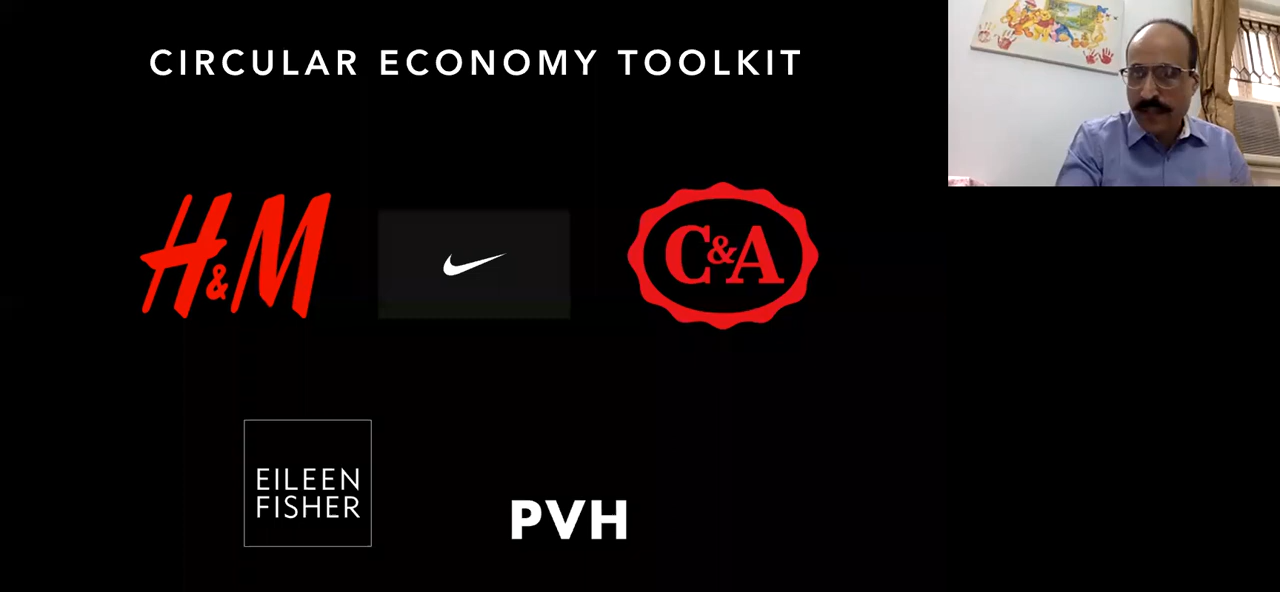 CIRCULAR ECONOMY TOOLKIT
H&M
C&A
EILEEN
FISHER
PVH